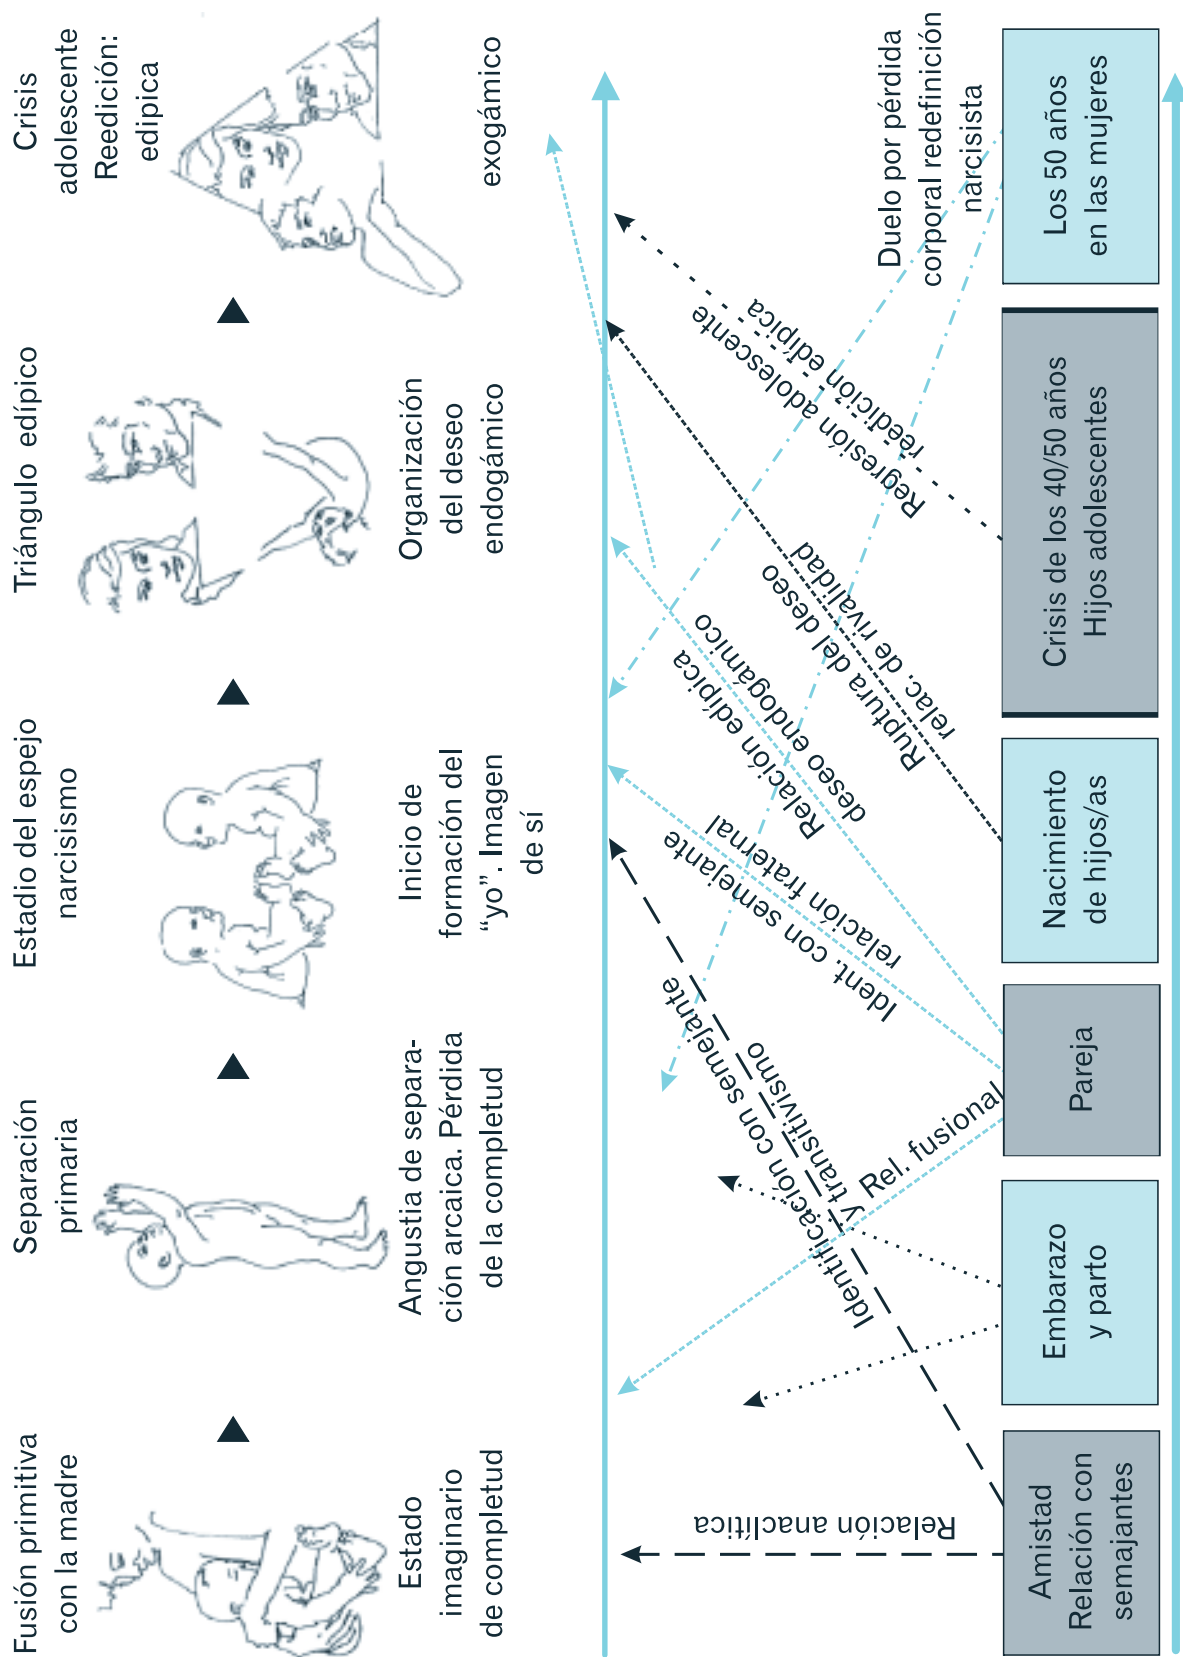 Fusión primitiva
con la madre
Separación
primaria
Estadio del espejo
narcisismo
Triángulo edípico
Crisis
adolescente
Reedición:
edipica
Estado
imaginario
de completud
Angustia de separa-
ción arcaica. Pérdida
de la completud
Inicio de
formación del
“yo”. Imagen
de sí
Organización
del deseo
endogámico
exogámico
Relación anaclítica
Identificación con semejante
y transitivismo
Rel. fusional
Ident. con semejante
relación fraternal
Relación edípica
deseo endogámico
Ruptura del deseo
relac. de rivalidad
Regresión adolescente
reedición edípica
Duelo por pérdida
corporal redefinició
narcisista
Amistad
Relación con
semajantes
Embarazo
y parto
Pareja
Nacimiento
de hijos/as
Crisis de los 40/50 años
Hijos adolescentes
Los 50 años
en las mujeres